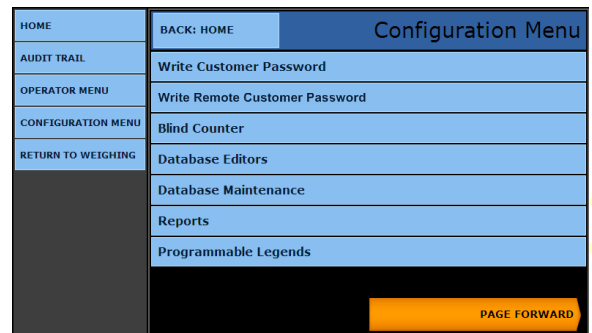 HOME
AUDIT TRAIL
OPERATOR MENU
CONFIGURATION MENU
RETURN TO WEIGHING
BACK: HOME
Configuration Menu
Write Customer Password
Write Remote Customer Password
Blind Counter
Database Editors
Database Maintenance
Reports
Programmable Legends
PAGE FORWARD